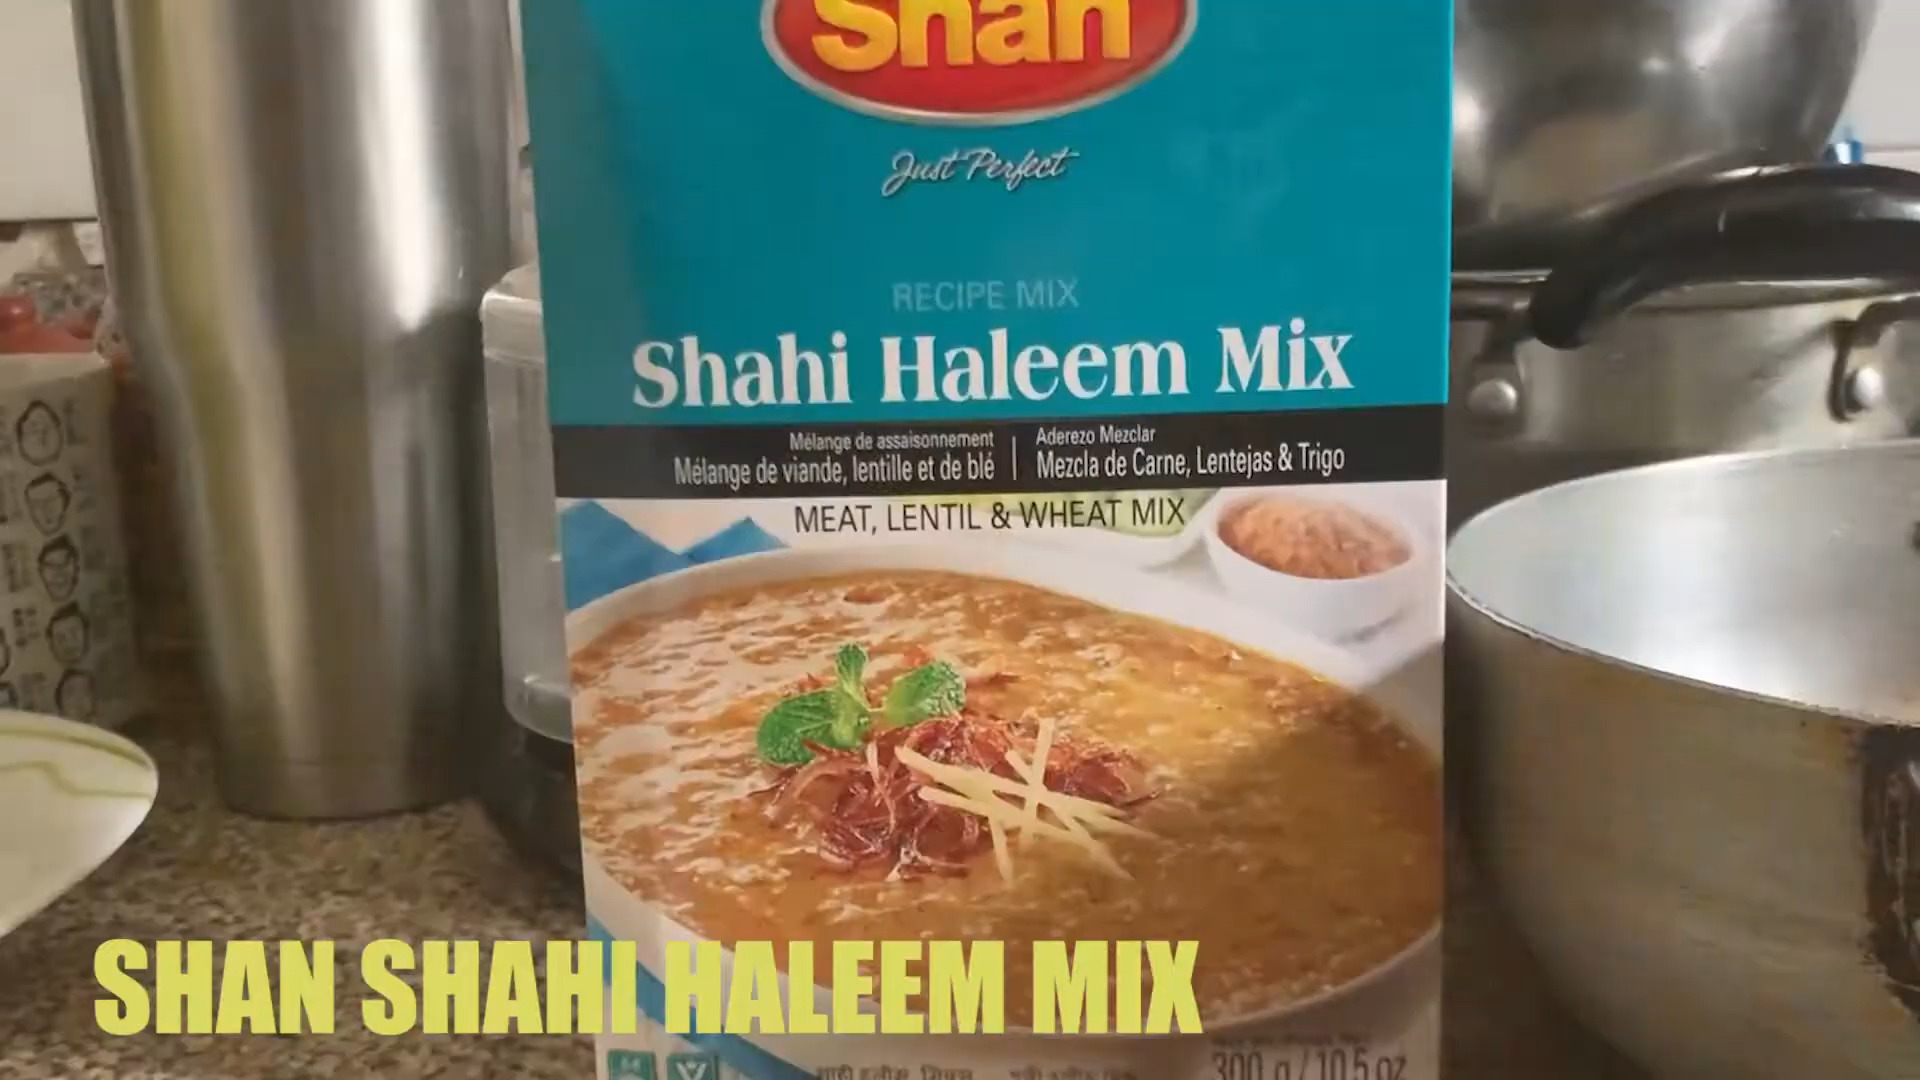 Shan
Just Perfect
RECIPE MIX
Shahi Haleem Mix
Mélange de assaisonnement
Mélange de viande, lentille et de blé
Aderezo Mezclar
Mezcla de Carne, Lentejas & Trigo
MEAT, LENTIL & WHEAT MIX
SHAN SHAHI HALEEM MIX
300 g / 10.5 oz